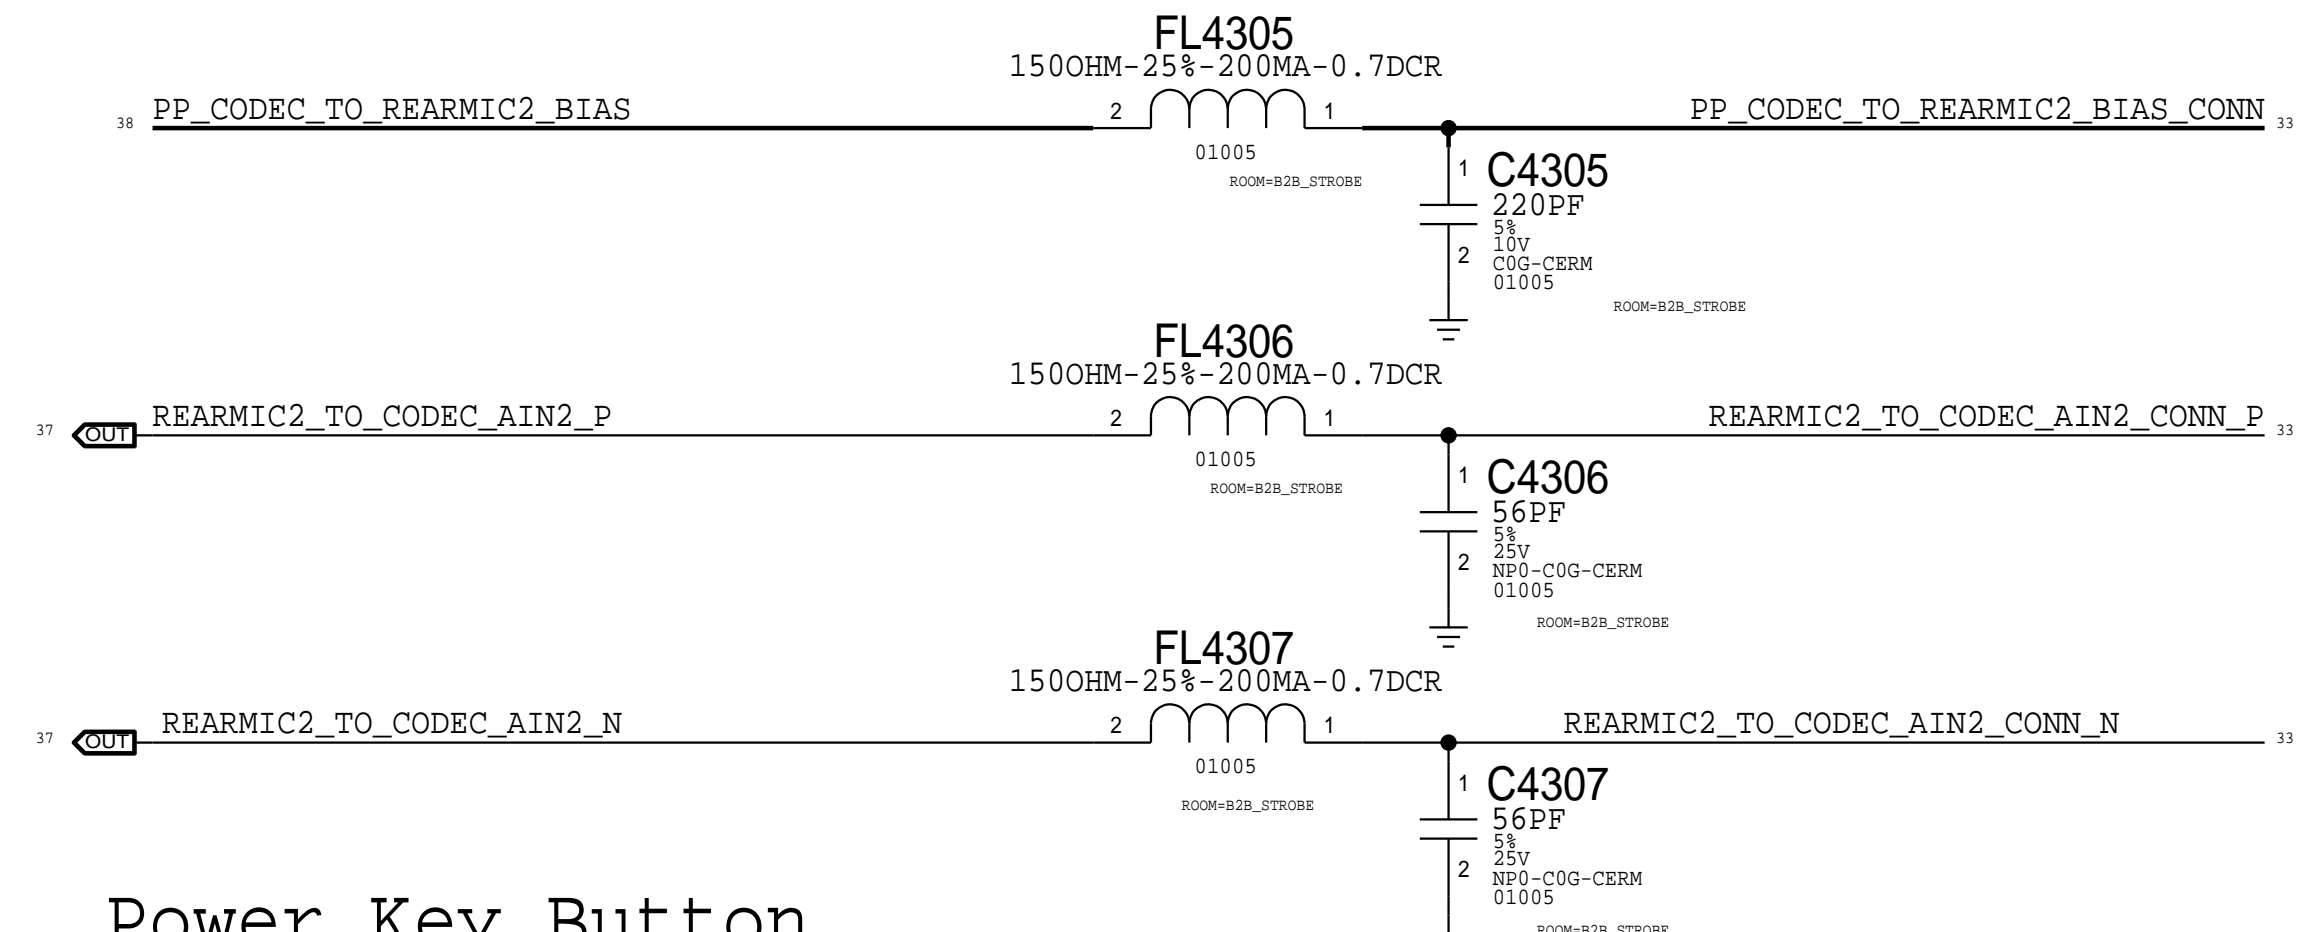 FL4305
150OHM-25%-200MA-0.7DCR
38 PP_CODEC_TO_REARMIC2_BIAS 2 1 PP_CODEC_TO_REARMIC2_BIAS_CONN 33
01005
ROOM=B2B_STROBE
1 C4305
220PF
5%
10V
2 C0G-CERM
01005
ROOM=B2B_STROBE
FL4306
150OHM-25%-200MA-0.7DCR
37 OUT REARMIC2_TO_CODEC_AIN2_P 2 1 REARMIC2_TO_CODEC_AIN2_CONN_P 33
01005
ROOM=B2B_STROBE
1 C4306
56PF
5%
25V
2 NP0-C0G-CERM
01005
ROOM=B2B_STROBE
FL4307
150OHM-25%-200MA-0.7DCR
37 OUT REARMIC2_TO_CODEC_AIN2_N 2 1 REARMIC2_TO_CODEC_AIN2_CONN_N 33
01005
ROOM=B2B_STROBE
1 C4307
56PF
5%
25V
2 NP0-C0G-CERM
01005
ROOM=B2B_STROBE
Power Key Button